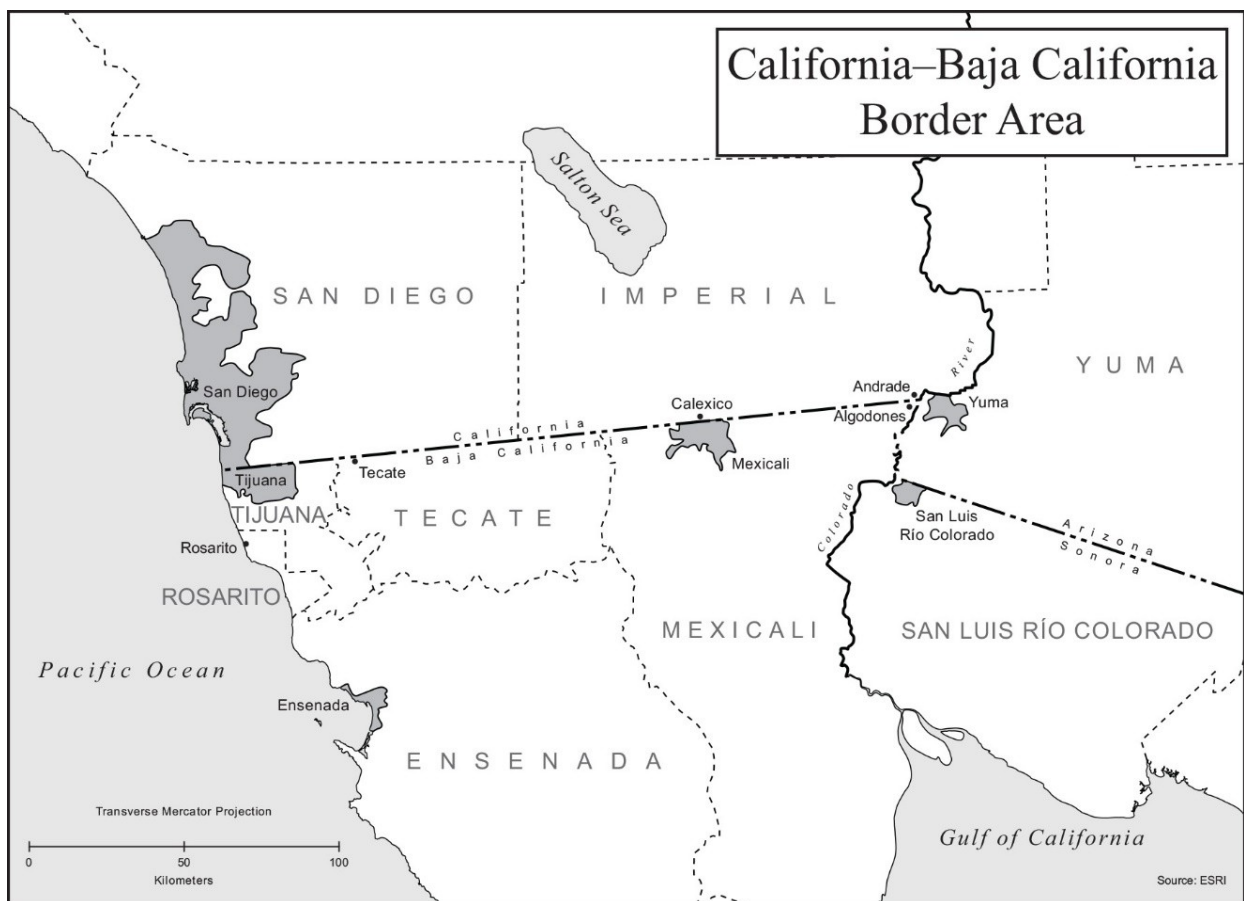 California–Baja California
Border Area
Salton Sea
SAN DIEGO
IMPERIAL
YUMA
River
San Diego
Andrade
Calexico
Algodones
Yuma
California
Baja California
Tecate
Mexicali
Tijuana
TIJUANA
TECATE
Colorado
San Luis
Río Colorado
Arizona
Sonora
Rosarito
ROSARITO
MEXICALI
SAN LUIS RÍO COLORADO
Pacific Ocean
Ensenada
ENSENADA
Transverse Mercator Projection
0 50 100
Kilometers
Gulf of California
Source: ESRI